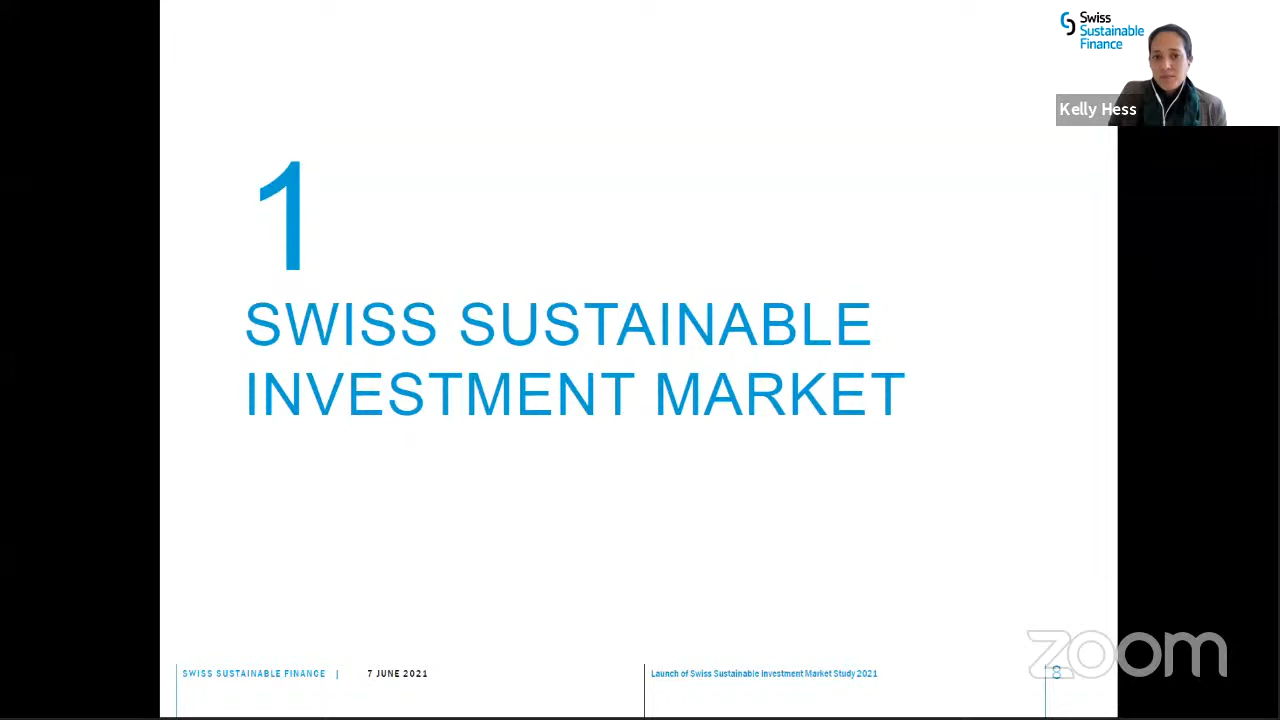 Swiss
Sustainable
Finance
Kelly Hess
1
SWISS SUSTAINABLE
INVESTMENT MARKET
SWISS SUSTAINABLE FINANCE | 7 JUNE 2021
Launch of Swiss Sustainable Investment Market Study 2021
8
zoom